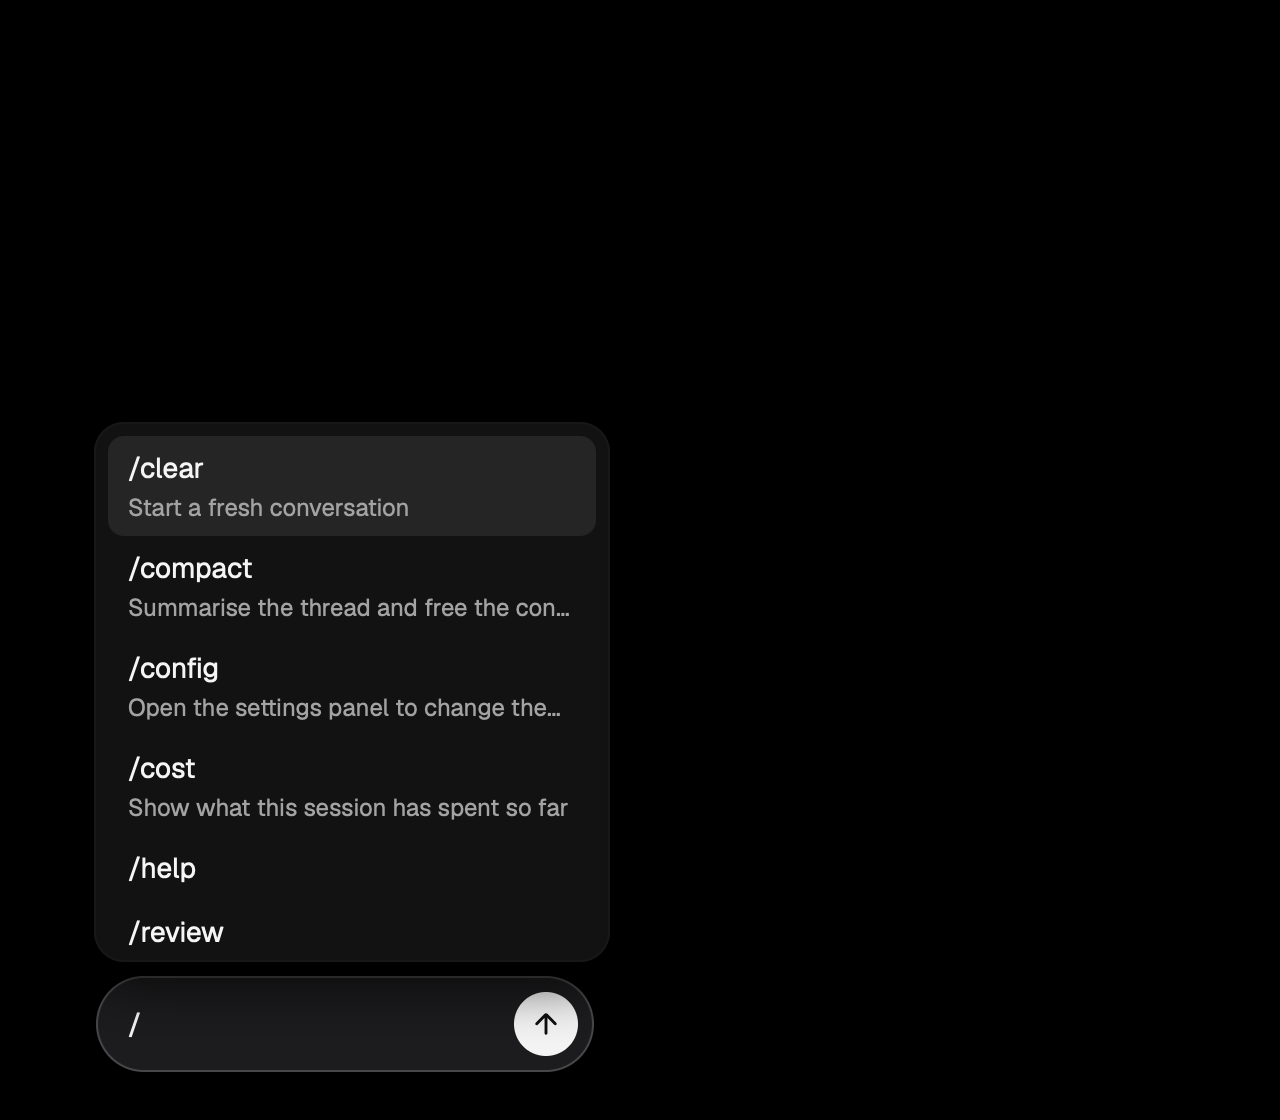 /clear
Start a fresh conversation
/compact
Summarise the thread and free the con…
/config
Open the settings panel to change the…
/cost
Show what this session has spent so far
/help
/review
/